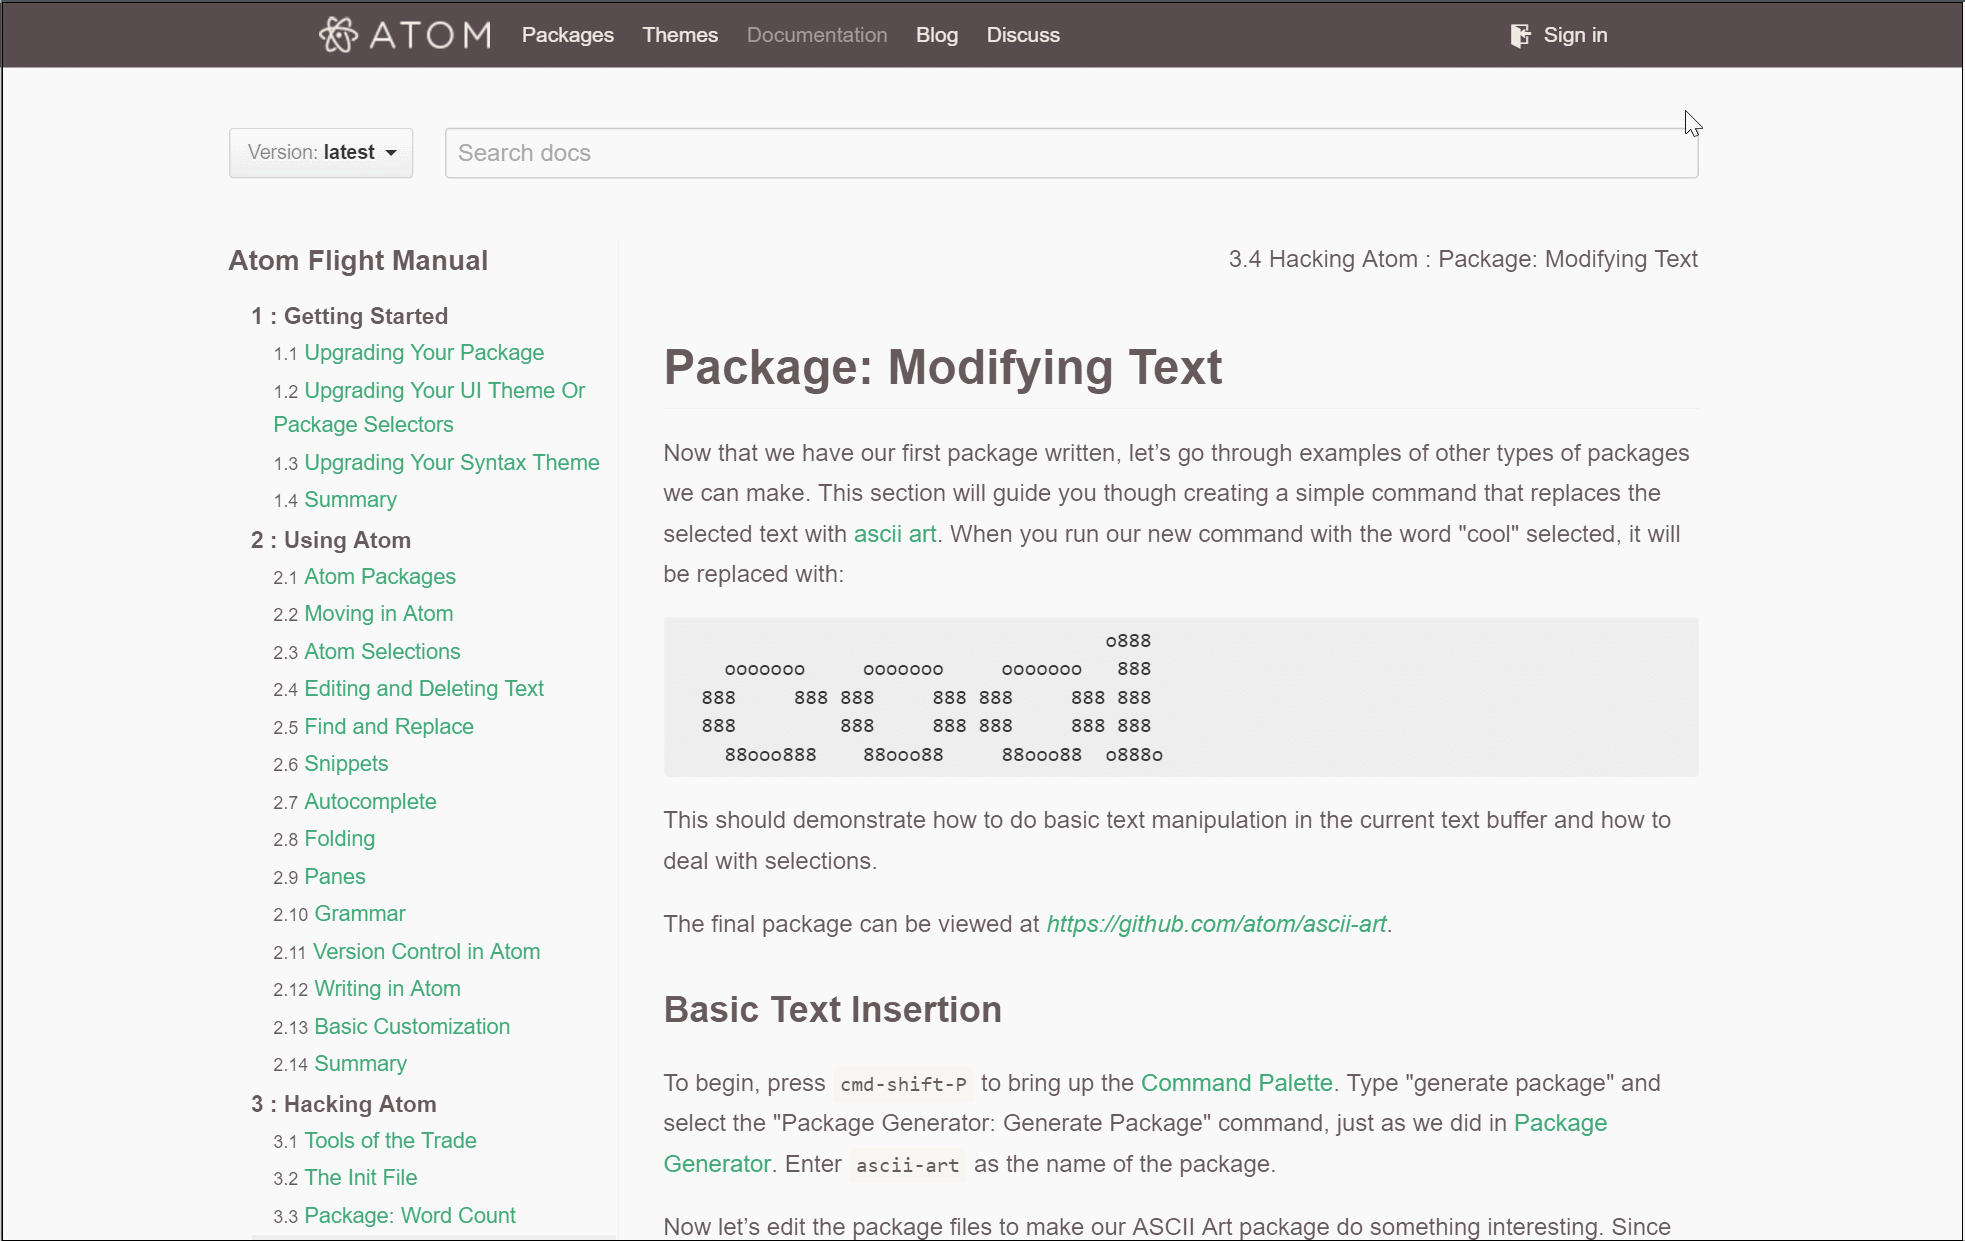 ATOM Packages Themes Documentation Blog Discuss Sign in
Version: latest
Search docs
Atom Flight Manual
1 : Getting Started
1.1 Upgrading Your Package
1.2 Upgrading Your UI Theme Or
Package Selectors
1.3 Upgrading Your Syntax Theme
1.4 Summary
2 : Using Atom
2.1 Atom Packages
2.2 Moving in Atom
2.3 Atom Selections
2.4 Editing and Deleting Text
2.5 Find and Replace
2.6 Snippets
2.7 Autocomplete
2.8 Folding
2.9 Panes
2.10 Grammar
2.11 Version Control in Atom
2.12 Writing in Atom
2.13 Basic Customization
2.14 Summary
3 : Hacking Atom
3.1 Tools of the Trade
3.2 The Init File
3.3 Package: Word Count
3.4 Hacking Atom : Package: Modifying Text
Package: Modifying Text
Now that we have our first package written, let’s go through examples of other types of packages
we can make. This section will guide you though creating a simple command that replaces the
selected text with ascii art. When you run our new command with the word "cool" selected, it will
be replaced with:
                                     o888
    ooooooo     ooooooo     ooooooo   888
  888     888 888     888 888     888 888
  888         888     888 888     888 888
    88ooo888    88ooo88     88ooo88  o888o
This should demonstrate how to do basic text manipulation in the current text buffer and how to
deal with selections.
The final package can be viewed at https://github.com/atom/ascii-art.
Basic Text Insertion
To begin, press cmd-shift-P to bring up the Command Palette. Type "generate package" and
select the "Package Generator: Generate Package" command, just as we did in Package
Generator. Enter ascii-art as the name of the package.
Now let’s edit the package files to make our ASCII Art package do something interesting. Since